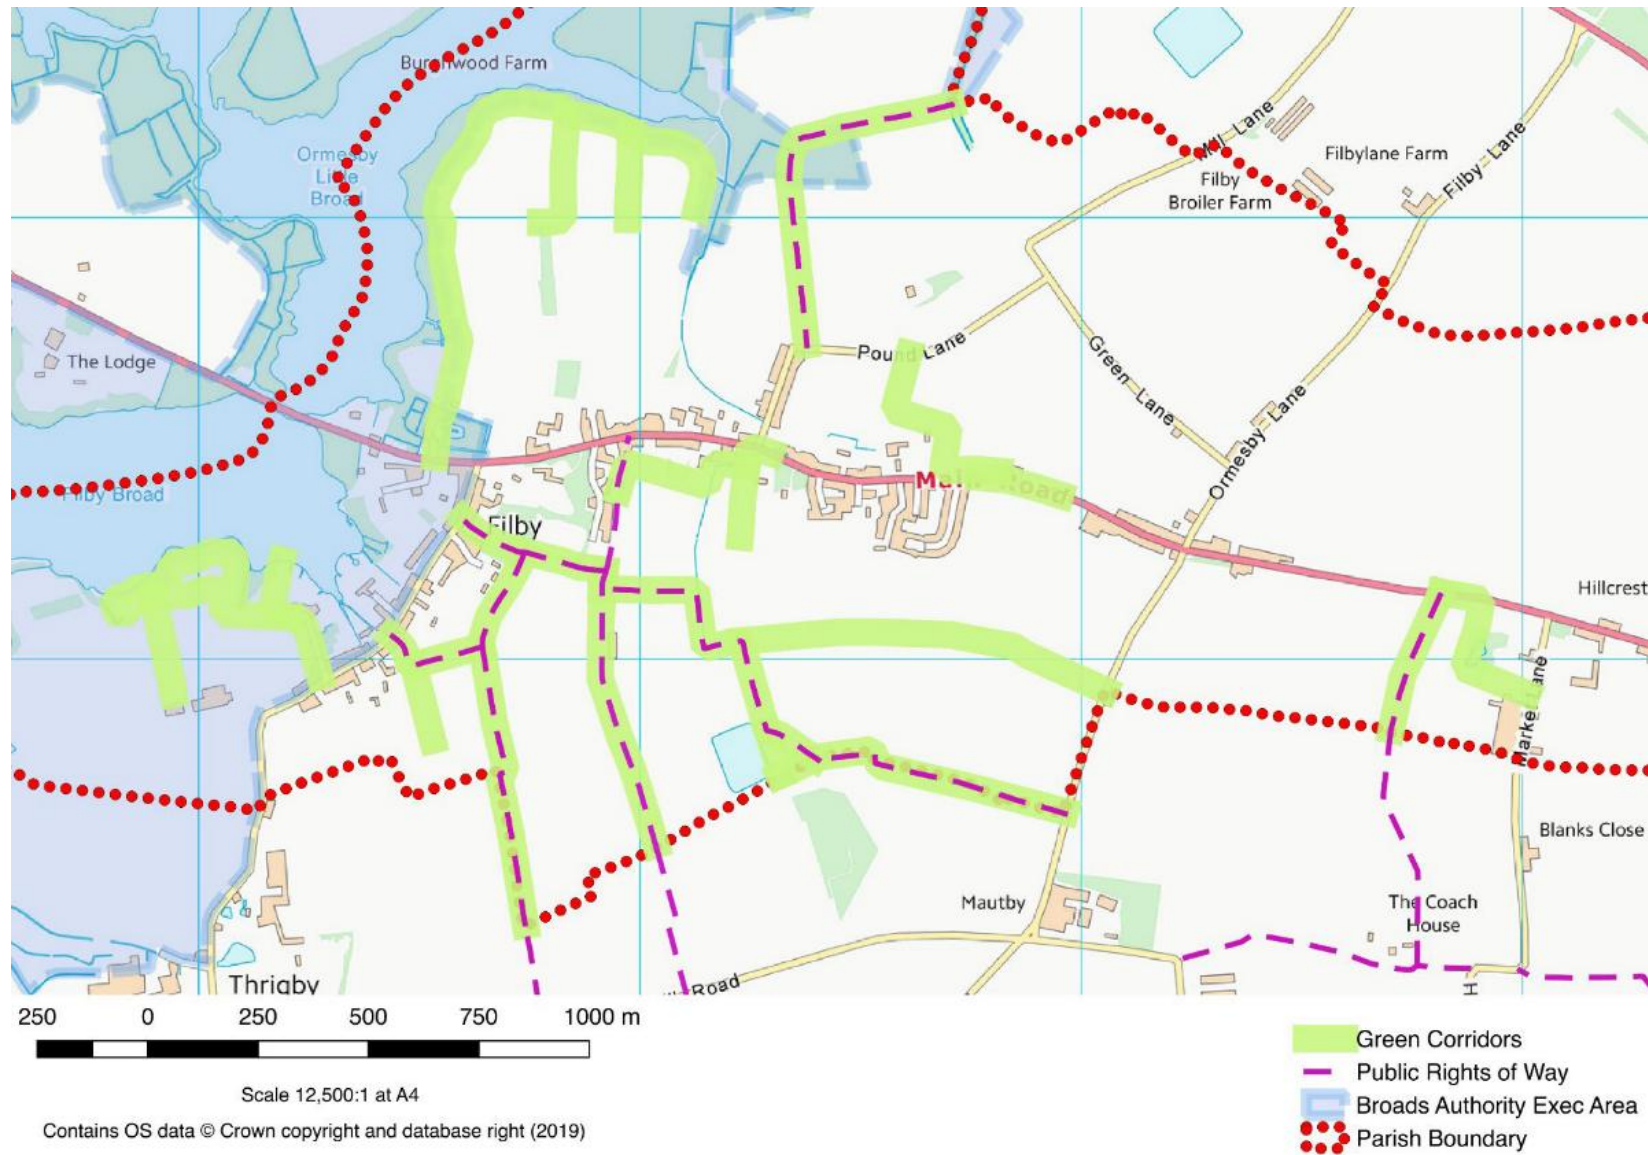 Burghwood Farm
Ormesby
Little
Broad
Mill Lane
Filbylane Farm
Filby Lane
Filby
Broiler Farm
The Lodge
Pound Lane
Green Lane
Ormesby Lane
Main Road
Filby Broad
Filby
Hillcrest
Market Lane
Blanks Close
Mautby
The Coach
House
Thrigby
Road
H
250 0 250 500 750 1000 m
Scale 12,500:1 at A4
Contains OS data © Crown copyright and database right (2019)
Green Corridors
Public Rights of Way
Broads Authority Exec Area
Parish Boundary